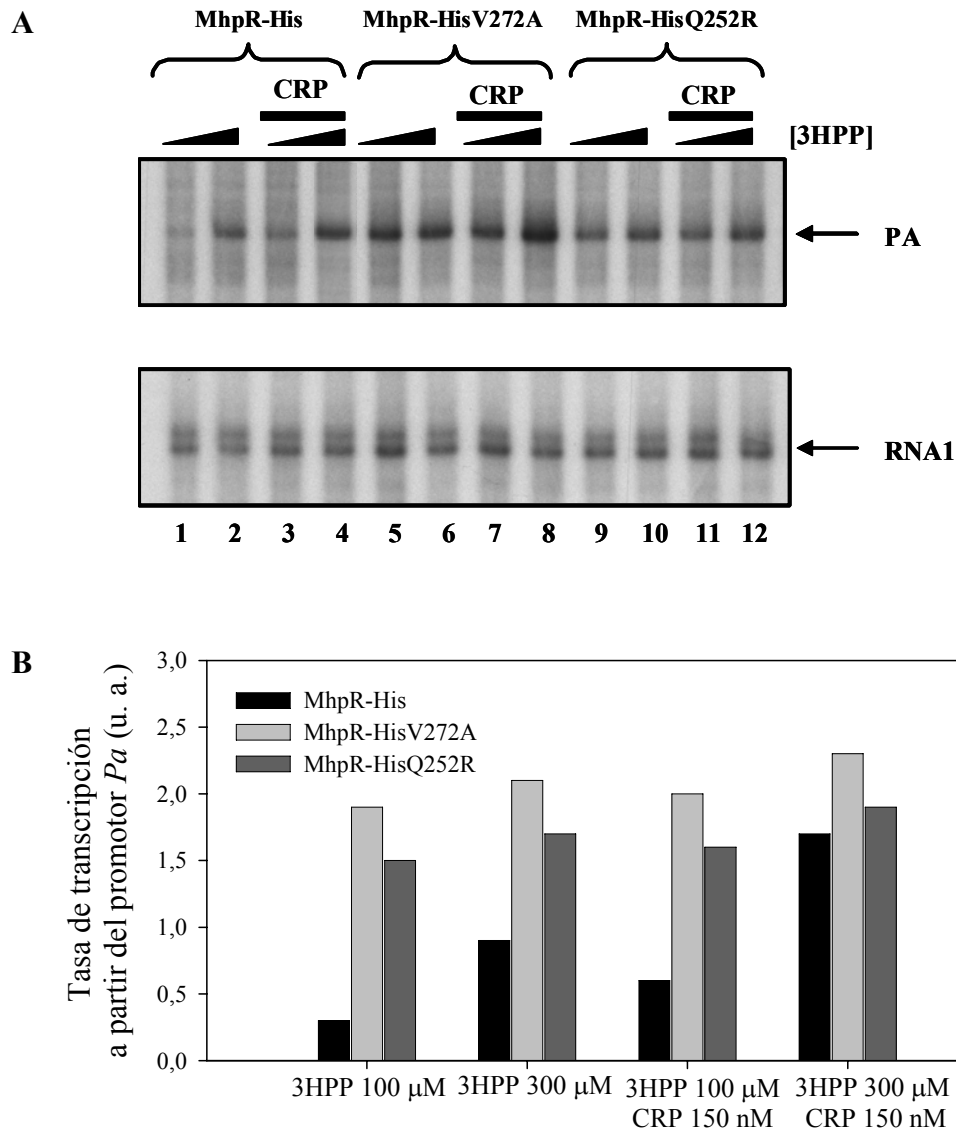 A
MhpR-His MhpR-HisV272A MhpR-HisQ252R
CRP CRP CRP
[3HPP]
PA
RNA1
1 2 3 4 5 6 7 8 9 10 11 12
B
Tasa de transcripción
a partir del promotor Pa (u. a.)
3,0
2,5
2,0
1,5
1,0
0,5
0,0
MhpR-His
MhpR-HisV272A
MhpR-HisQ252R
3HPP 100 µM 3HPP 300 µM 3HPP 100 µM 3HPP 300 µM
CRP 150 nM CRP 150 nM